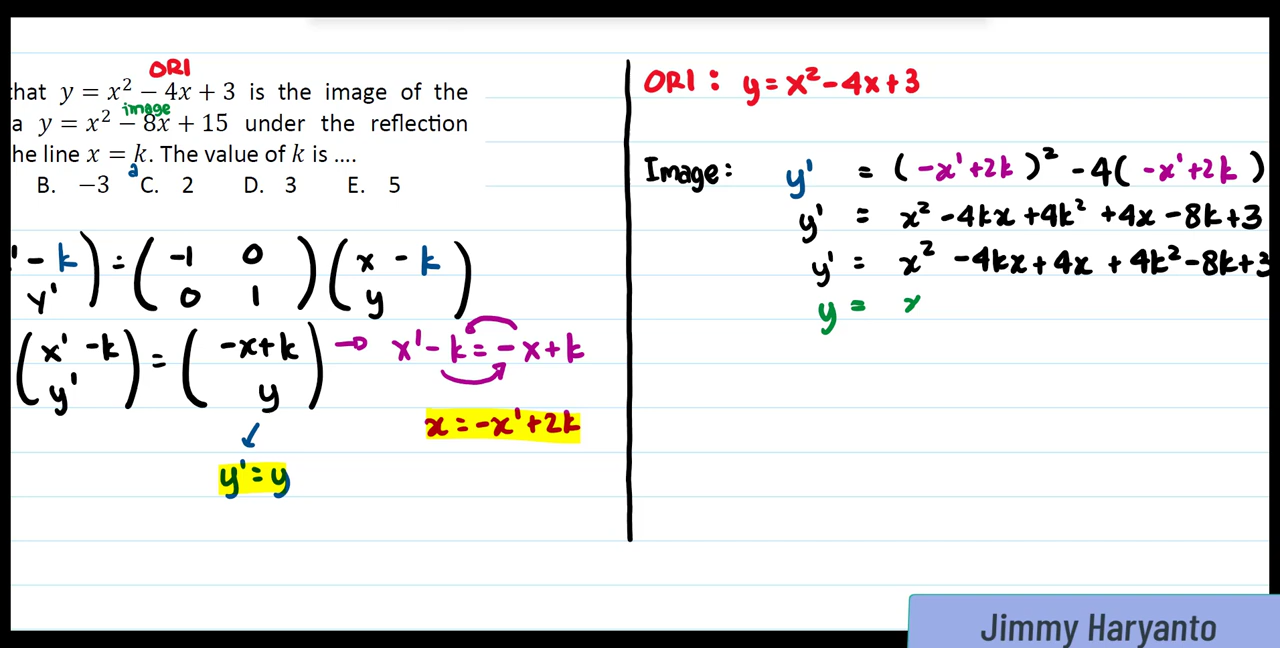 ORI
that y = x² − 4x + 3 is the image of the
image
a y = x² − 8x + 15 under the reflection
he line x = k. The value of k is ....
a
B. −3 C. 2 D. 3 E. 5
' - k) = (-1 0) (x - k)
y' 0 1 y
(x' - k) = (-x+k) → x' - k = -x+k
y' y
x = -x'+2k
y' = y
ORI : y = x² - 4x + 3
Image: y' = (-x'+2k)² - 4(-x'+2k)
y' = x² - 4kx + 4k² + 4x - 8k + 3
y' = x² - 4kx + 4x + 4k² - 8k + 3
y = x
Jimmy Haryanto